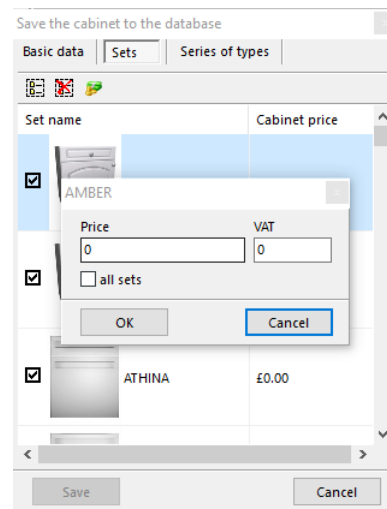 Save the cabinet to the database
Basic data Sets Series of types
Set name Cabinet price
AMBER
Price VAT
0 0
all sets
OK Cancel
ATHINA £0.00
Save Cancel